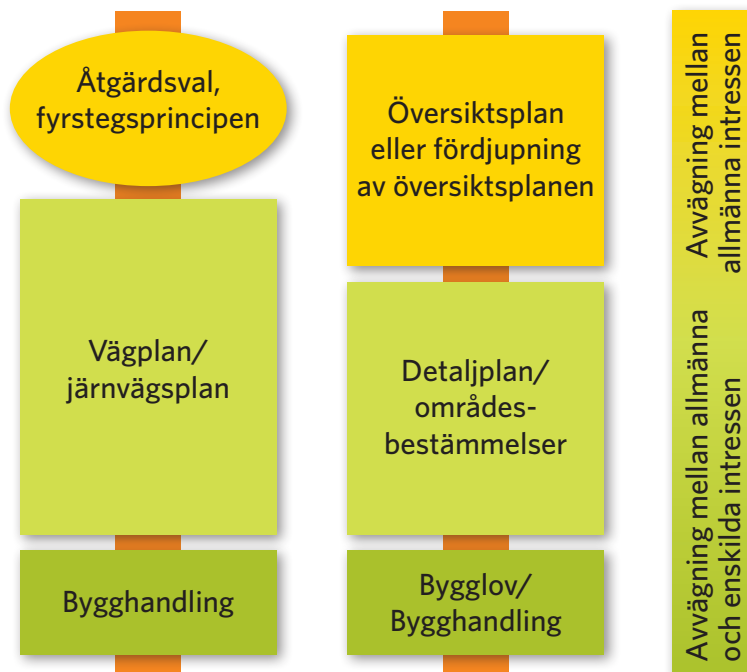 Åtgärdsval,
fyrstegsprincipen
Vägplan/
järnvägsplan
Bygghandling
Översiktsplan
eller fördjupning
av översiktsplanen
Detaljplan/
områdes-
bestämmelser
Bygglov/
Bygghandling
Avvägning mellan
allmänna intressen
Avvägning mellan allmänna
och enskilda intressen